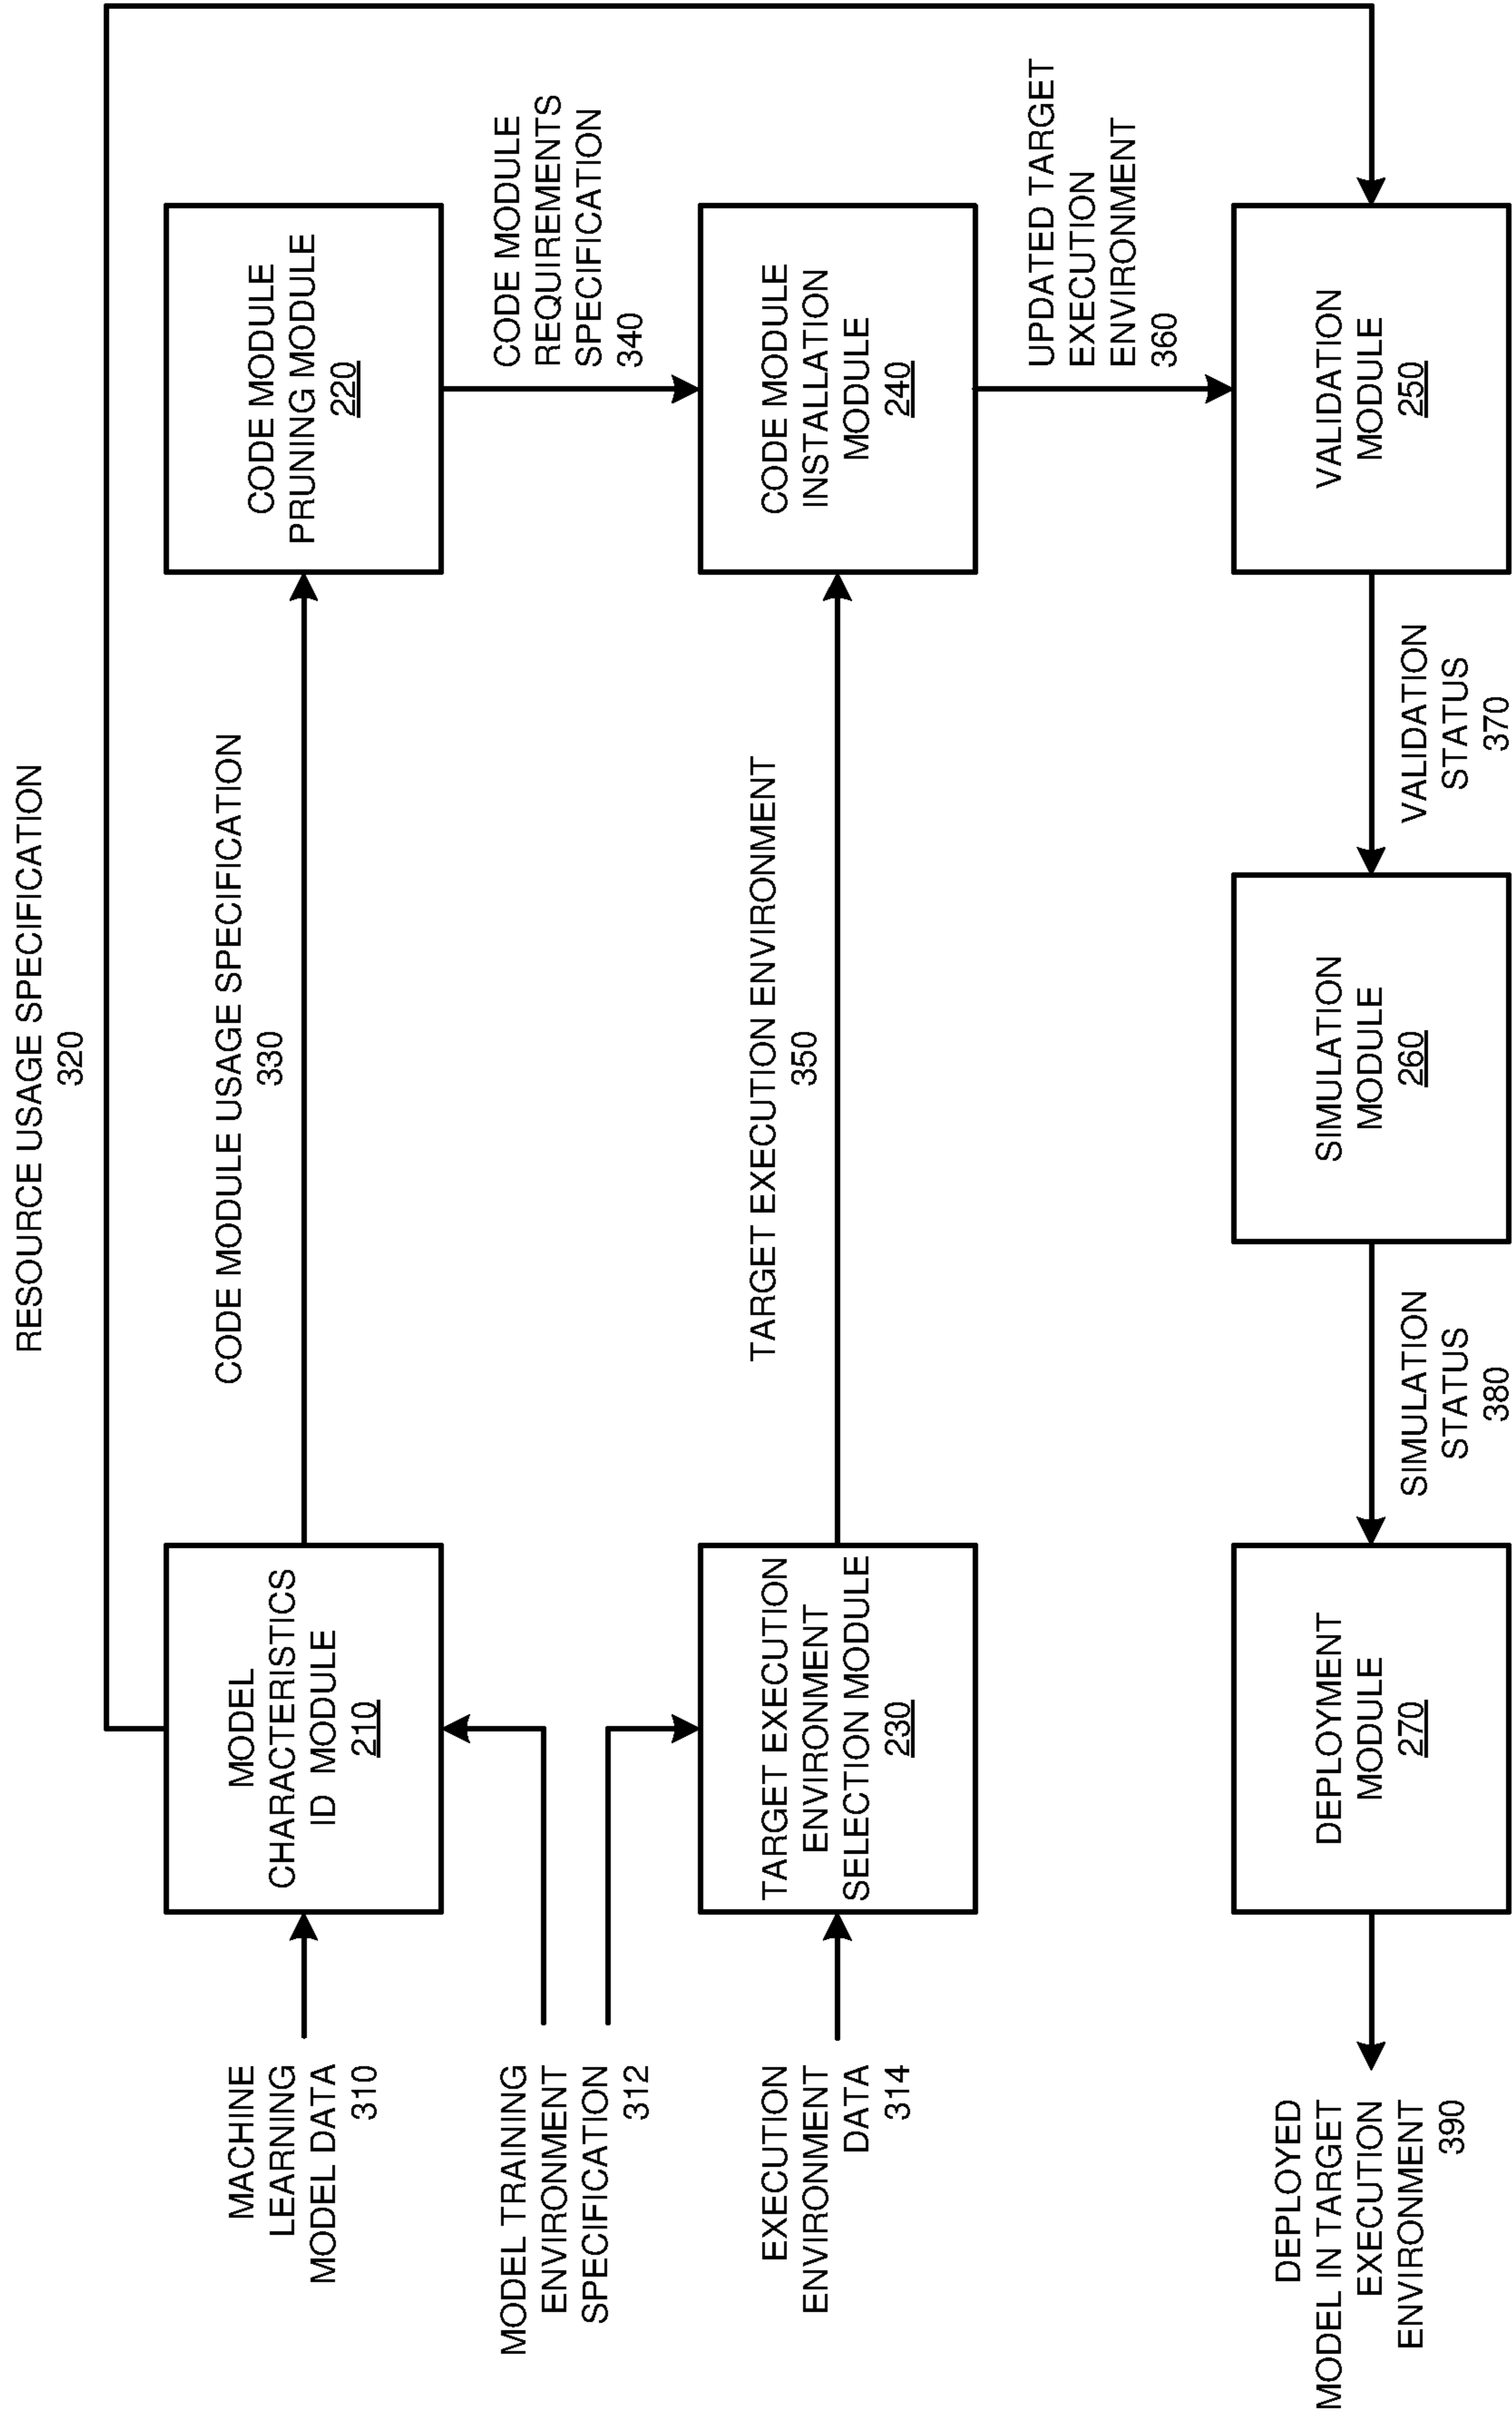 RESOURCE USAGE SPECIFICATION
320
CODE MODULE USAGE SPECIFICATION
330
MACHINE
LEARNING
MODEL DATA
310
MODEL
CHARACTERISTICS
ID MODULE
210
CODE MODULE
PRUNING MODULE
220
MODEL TRAINING
ENVIRONMENT
SPECIFICATION
312
CODE MODULE
REQUIREMENTS
SPECIFICATION
340
TARGET EXECUTION ENVIRONMENT
350
EXECUTION
ENVIRONMENT
DATA
314
TARGET EXECUTION
ENVIRONMENT
SELECTION MODULE
230
CODE MODULE
INSTALLATION
MODULE
240
UPDATED TARGET
EXECUTION
ENVIRONMENT
360
DEPLOYED
MODEL IN TARGET
EXECUTION
ENVIRONMENT
390
DEPLOYMENT
MODULE
270
SIMULATION
STATUS
380
SIMULATION
MODULE
260
VALIDATION
STATUS
370
VALIDATION
MODULE
250